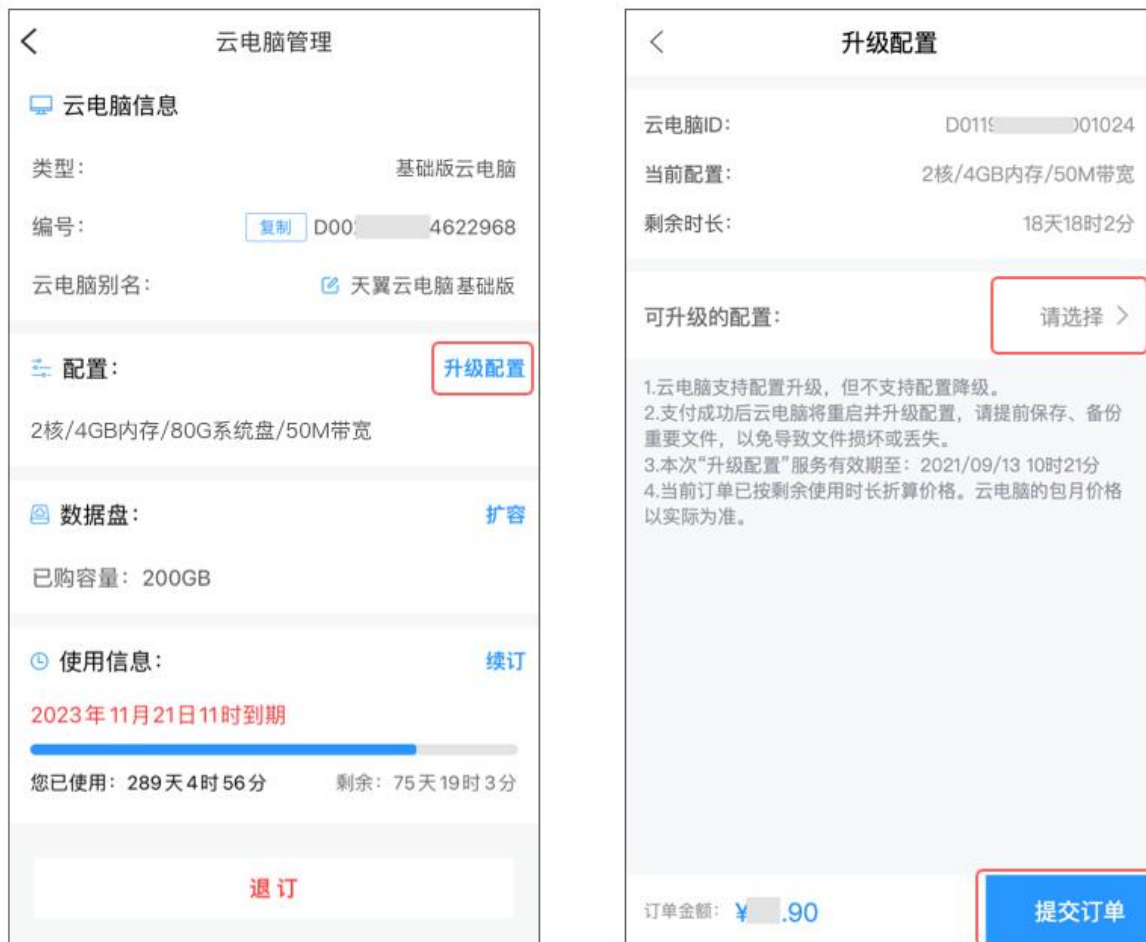 云电脑管理
云电脑信息
类型： 基础版云电脑
编号： 复制 D00 4622968
云电脑别名： 天翼云电脑基础版
配置： 升级配置
2核/4GB内存/80G系统盘/50M带宽
数据盘： 扩容
已购容量：200GB
使用信息： 续订
2023年11月21日11时到期
您已使用：289天4时56分 剩余：75天19时3分
退订
升级配置
云电脑ID： D011 001024
当前配置： 2核/4GB内存/50M带宽
剩余时长： 18天18时2分
可升级的配置： 请选择
1.云电脑支持配置升级，但不支持配置降级。
2.支付成功后云电脑将重启并升级配置，请提前保存、备份
重要文件，以免导致文件损坏或丢失。
3.本次“升级配置”服务有效期至：2021/09/13 10时21分
4.当前订单已按剩余使用时长折算价格。云电脑的包月价格
以实际为准。
订单金额：¥ .90 提交订单